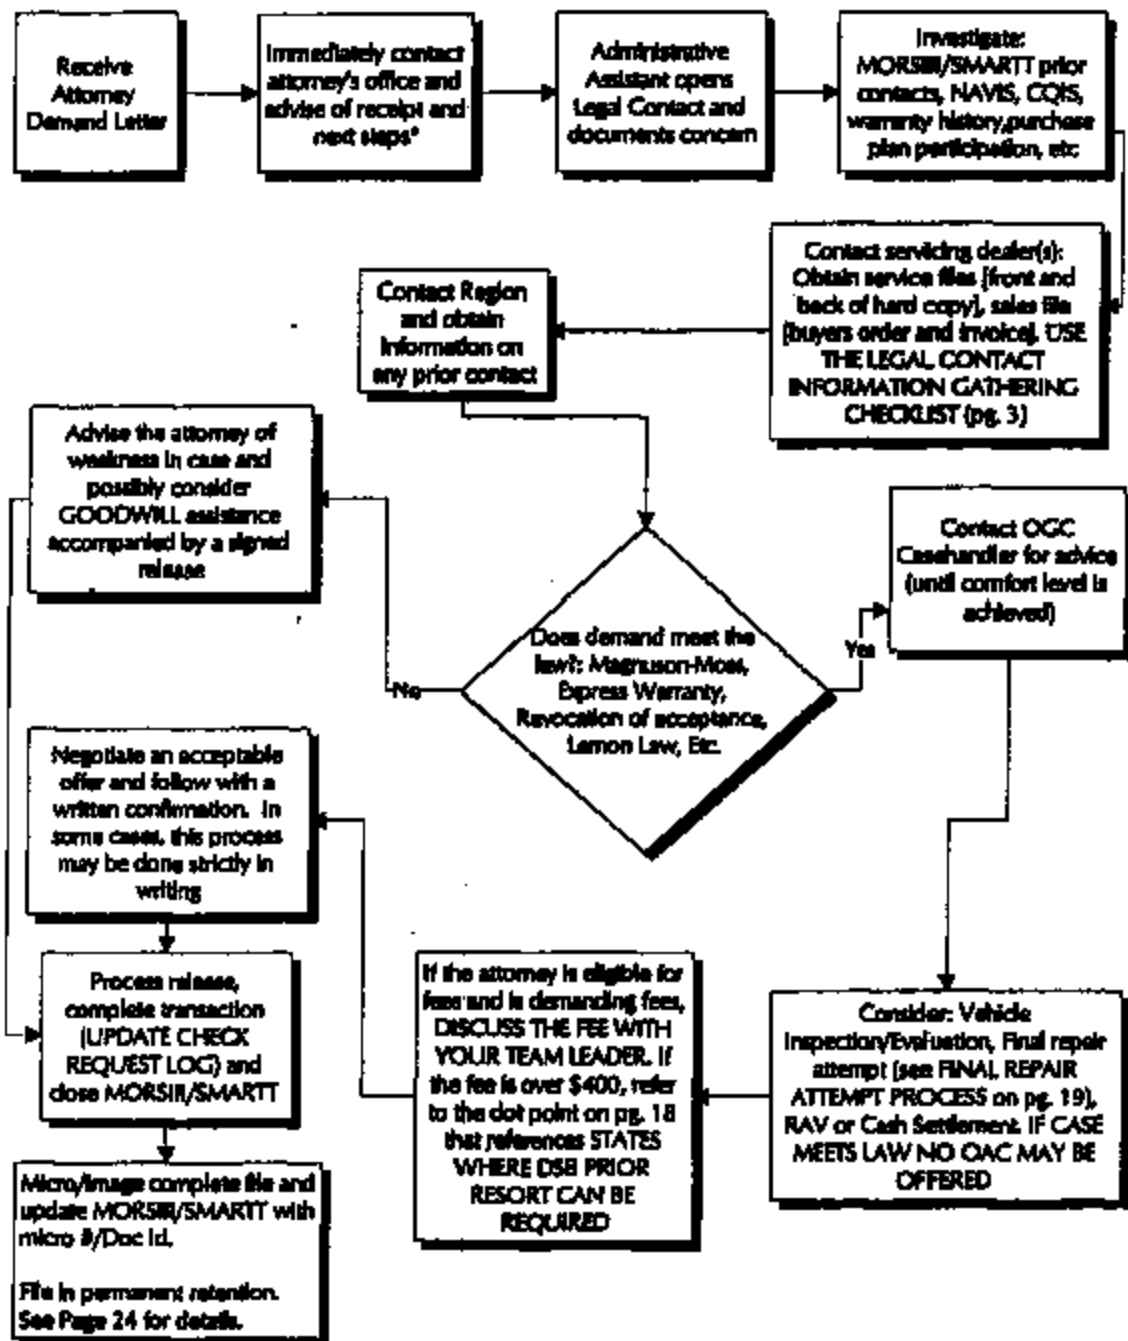 Receive
Attorney
Demand Letter
Immediately contact
attorney's office and
advise of receipt and
next steps*
Administrative
Assistant opens
Legal Contact and
documents concern
Investigate:
MORSIII/SMARTT prior
contacts, NAVIS, CQIS,
warranty history,purchase
plan participation, etc
Contact servicing dealer(s):
Obtain service files [front and
back of hard copy], sales file
[buyers order and invoice]. USE
THE LEGAL CONTACT
INFORMATION GATHERING
CHECKLIST (pg. 3)
Contact Region
and obtain
information on
any prior contact
Does demand meet the
law?: Magnuson-Moss,
Express Warranty,
Revocation of acceptance,
Lemon Law, Etc.
No
Yes
Advise the attorney of
weakness in case and
possibly consider
GOODWILL assistance
accompanied by a signed
release
Contact OGC
Casehandler for advice
(until comfort level is
achieved)
Consider: Vehicle
Inspection/Evaluation, Final repair
attempt (see FINAL REPAIR
ATTEMPT PROCESS on pg. 19),
RAV or Cash Settlement. IF CASE
MEETS LAW NO OAC MAY BE
OFFERED
If the attorney is eligible for
fees and is demanding fees,
DISCUSS THE FEE WITH
YOUR TEAM LEADER. If
the fee is over $400, refer
to the dot point on pg. 18
that references STATES
WHERE DSB PRIOR
RESORT CAN BE
REQUIRED
Negotiate an acceptable
offer and follow with a
written confirmation. In
some cases, this process
may be done strictly in
writing
Process release,
complete transaction
(UPDATE CHECK
REQUEST LOG) and
close MORSIII/SMARTT
Micro/Image complete file and
update MORSIII/SMARTT with
micro #/Doc Id.
File in permanent retention.
See Page 24 for details.